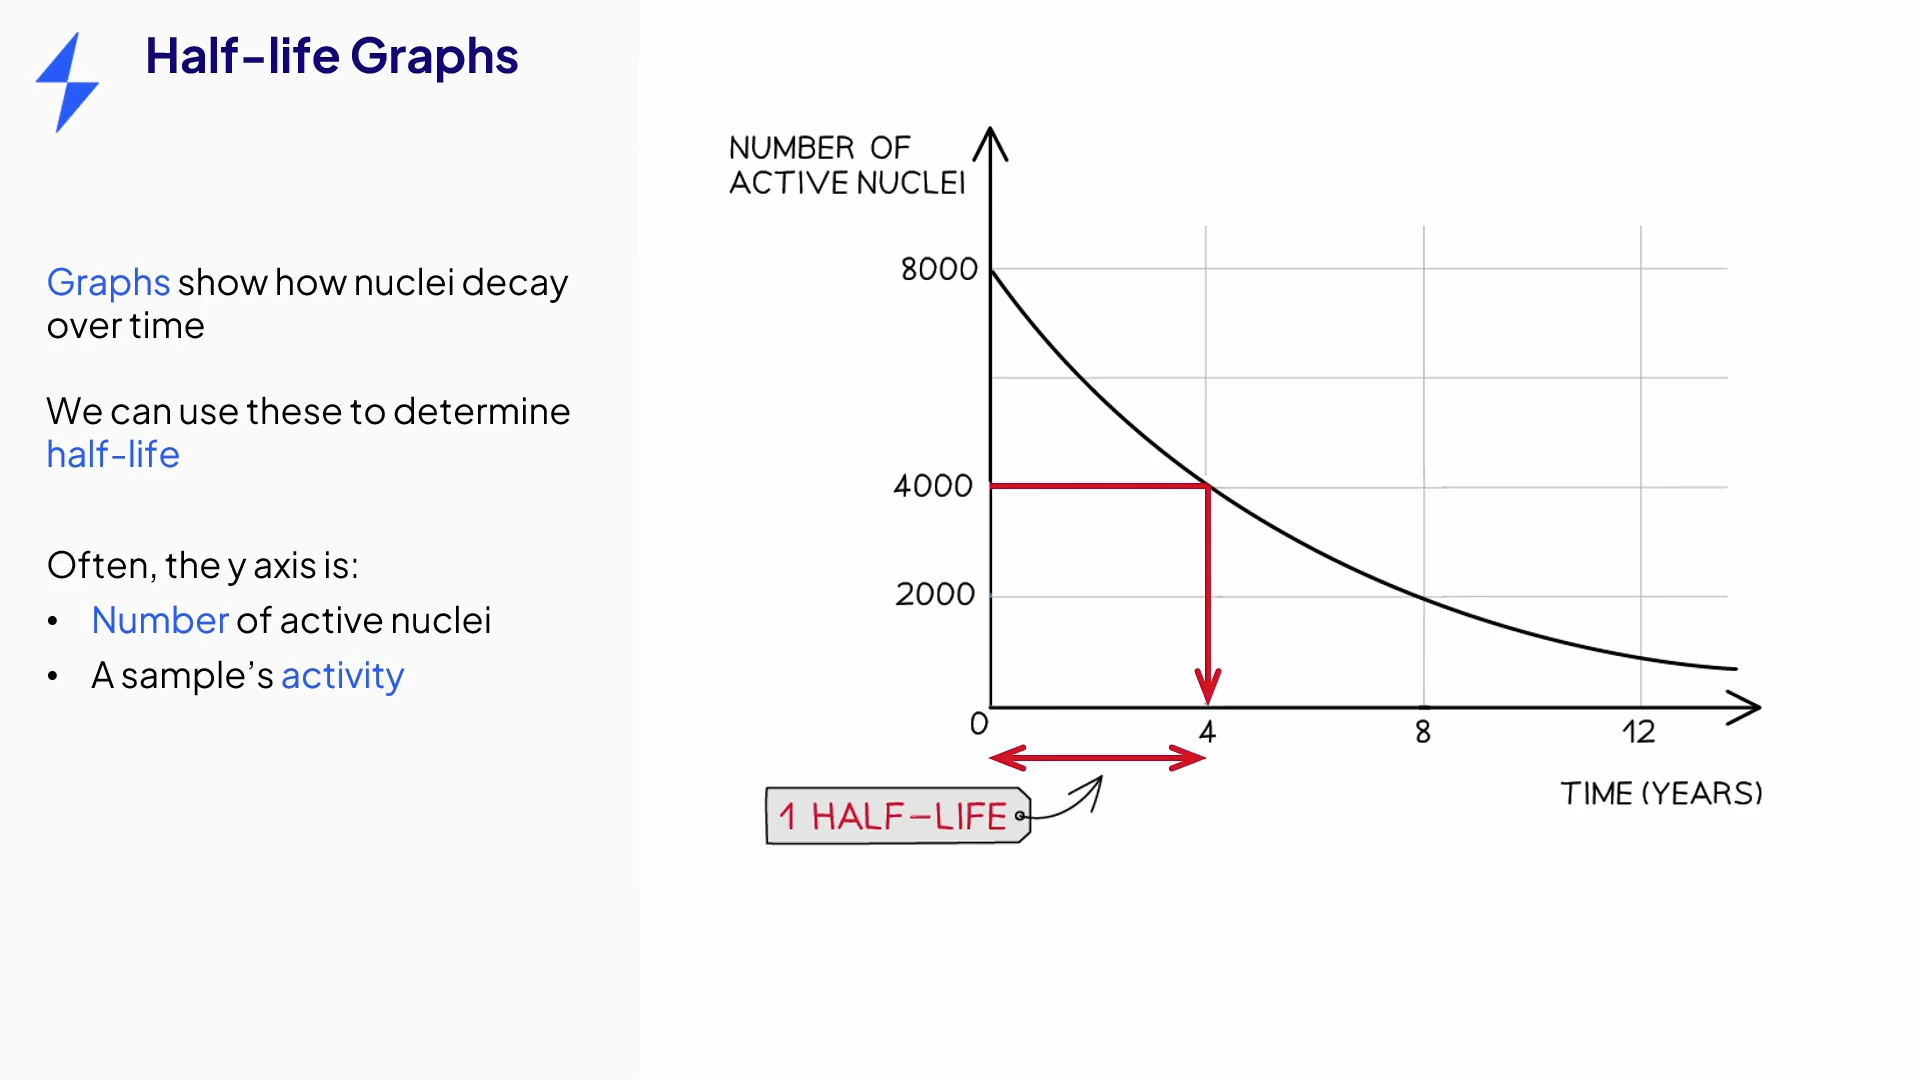 Half-life Graphs
Graphs show how nuclei decay
over time
We can use these to determine
half-life
Often, the y axis is:
• Number of active nuclei
• A sample’s activity
NUMBER OF
ACTIVE NUCLEI
8000
4000
2000
0
4
8
12
TIME (YEARS)
1 HALF-LIFE